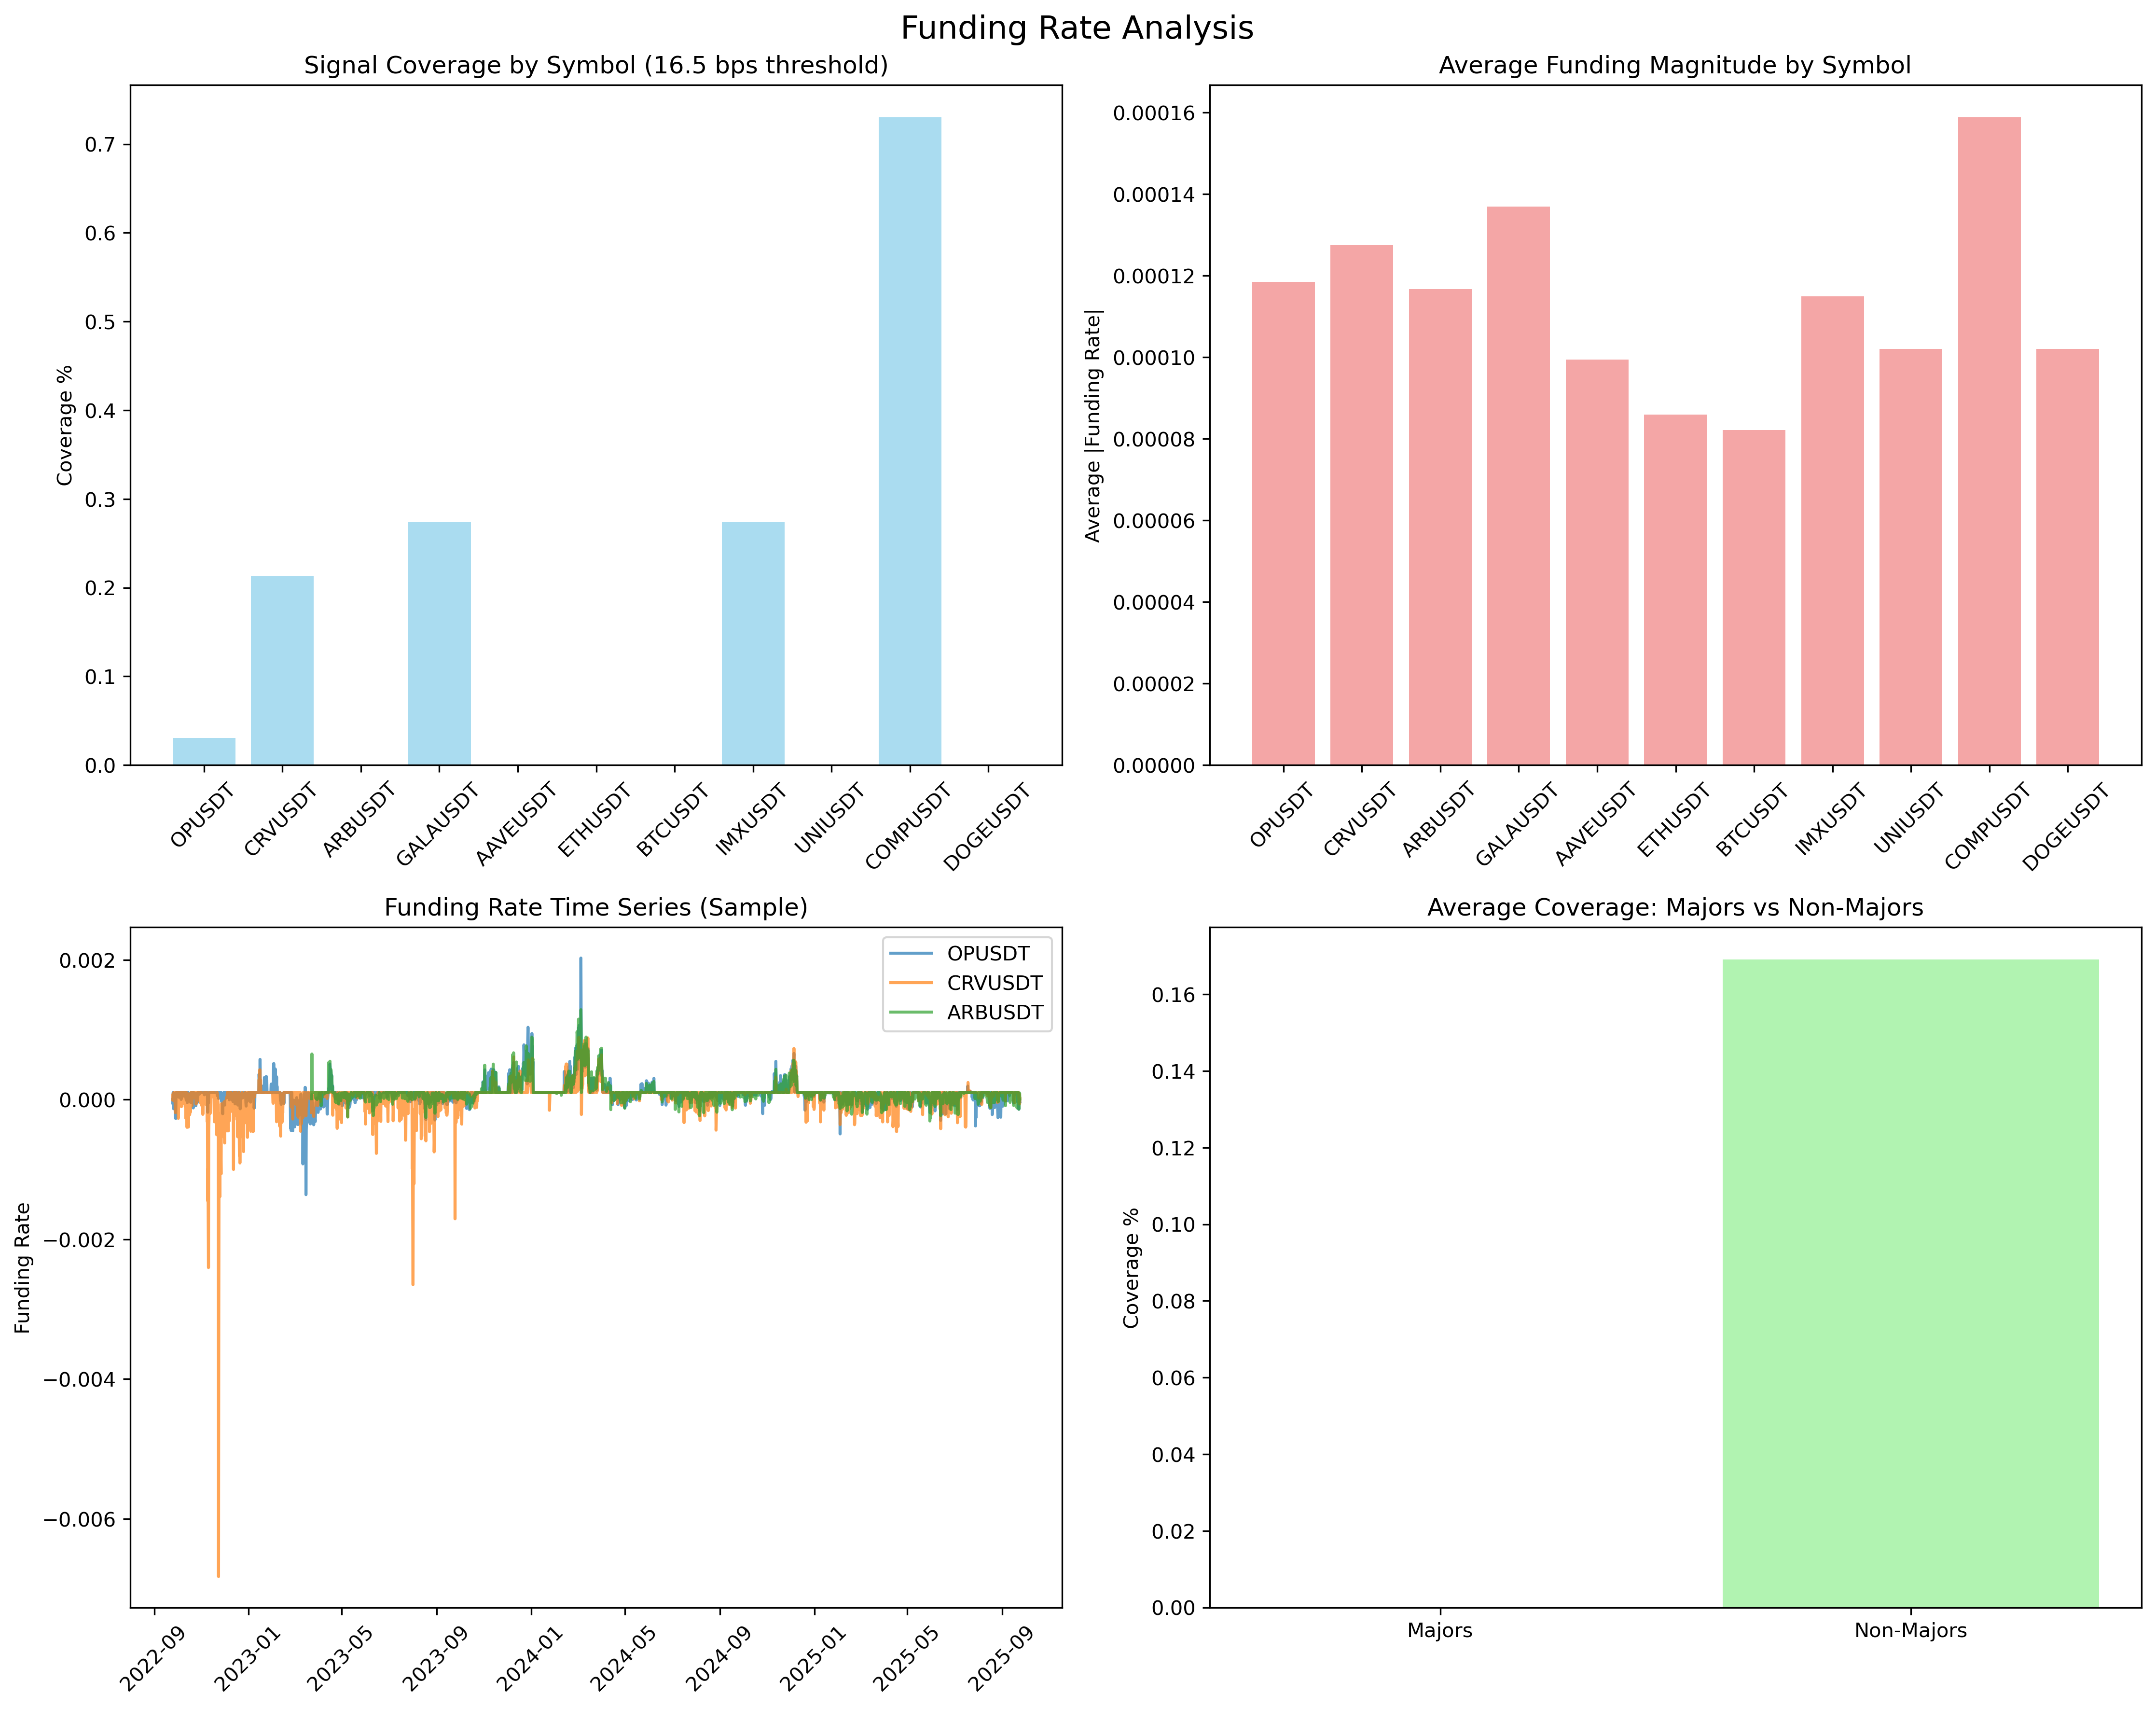 Funding Rate Analysis
Signal Coverage by Symbol (16.5 bps threshold)
Coverage %
0.7
0.6
0.5
0.4
0.3
0.2
0.1
0.0
OPUSDT
CRVUSDT
ARBUSDT
GALAUSDT
AAVEUSDT
ETHUSDT
BTCUSDT
IMXUSDT
UNIUSDT
COMPUSDT
DOGEUSDT
Average Funding Magnitude by Symbol
Average |Funding Rate|
0.00016
0.00014
0.00012
0.00010
0.00008
0.00006
0.00004
0.00002
0.00000
OPUSDT
CRVUSDT
ARBUSDT
GALAUSDT
AAVEUSDT
ETHUSDT
BTCUSDT
IMXUSDT
UNIUSDT
COMPUSDT
DOGEUSDT
Funding Rate Time Series (Sample)
Funding Rate
0.002
0.000
−0.002
−0.004
−0.006
OPUSDT
CRVUSDT
ARBUSDT
2022-09
2023-01
2023-05
2023-09
2024-01
2024-05
2024-09
2025-01
2025-05
2025-09
Average Coverage: Majors vs Non-Majors
Coverage %
0.16
0.14
0.12
0.10
0.08
0.06
0.04
0.02
0.00
Majors
Non-Majors